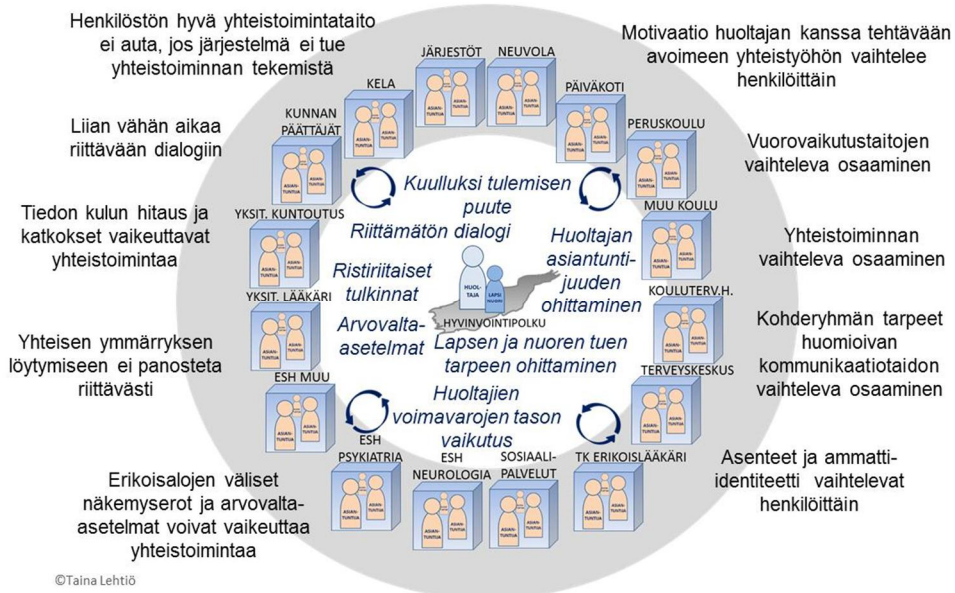 Henkilöstön hyvä yhteistoimintataito
ei auta, jos järjestelmä ei tue
yhteistoiminnan tekemistä
Liian vähän aikaa
riittävään dialogiin
Tiedon kulun hitaus ja
katkokset vaikeuttavat
yhteistoimintaa
Yhteisen ymmärryksen
löytymiseen ei panosteta
riittävästi
Erikoisalojen väliset
näkemyserot ja arvovalta-
asetelmat voivat vaikeuttaa
yhteistoimintaa
JÄRJESTÖT
NEUVOLA
KELA
PÄIVÄKOTI
KUNNAN
PÄÄTTÄJÄT
PERUSKOULU
YKSIT. KUNTOUTUS
MUU KOULU
YKSIT. LÄÄKÄRI
KOULUTERV.H.
ESH MUU
TERVEYSKESKUS
ESH
PSYKIATRIA
ESH
NEUROLOGIA
SOSIAALI-
PALVELUT
TK ERIKOISLÄÄKÄRI
ASIAN-
TUNTIJA
Kuulluksi tulemisen
puute
Riittämätön dialogi
Ristiriitaiset
tulkinnat
Arvovalta-
asetelmat
Huoltajan
asiantunti-
juuden
ohittaminen
HUOL-
TAJA
LAPSI
HYVINVOINTIPOLKU
Lapsen ja nuoren tuen
tarpeen ohittaminen
Huoltajien
voimavarojen tason
vaikutus
Motivaatio huoltajan kanssa tehtävään
avoimeen yhteistyöhön vaihtelee
henkilöittäin
Vuorovaikutustaitojen
vaihteleva osaaminen
Yhteistoiminnan
vaihteleva osaaminen
Kohderyhmän tarpeet
huomioivan
kommunikaatiotaidon
vaihteleva osaaminen
Asenteet ja ammatti-
identiteetti vaihtelevat
henkilöittäin
©Taina Lehtiö